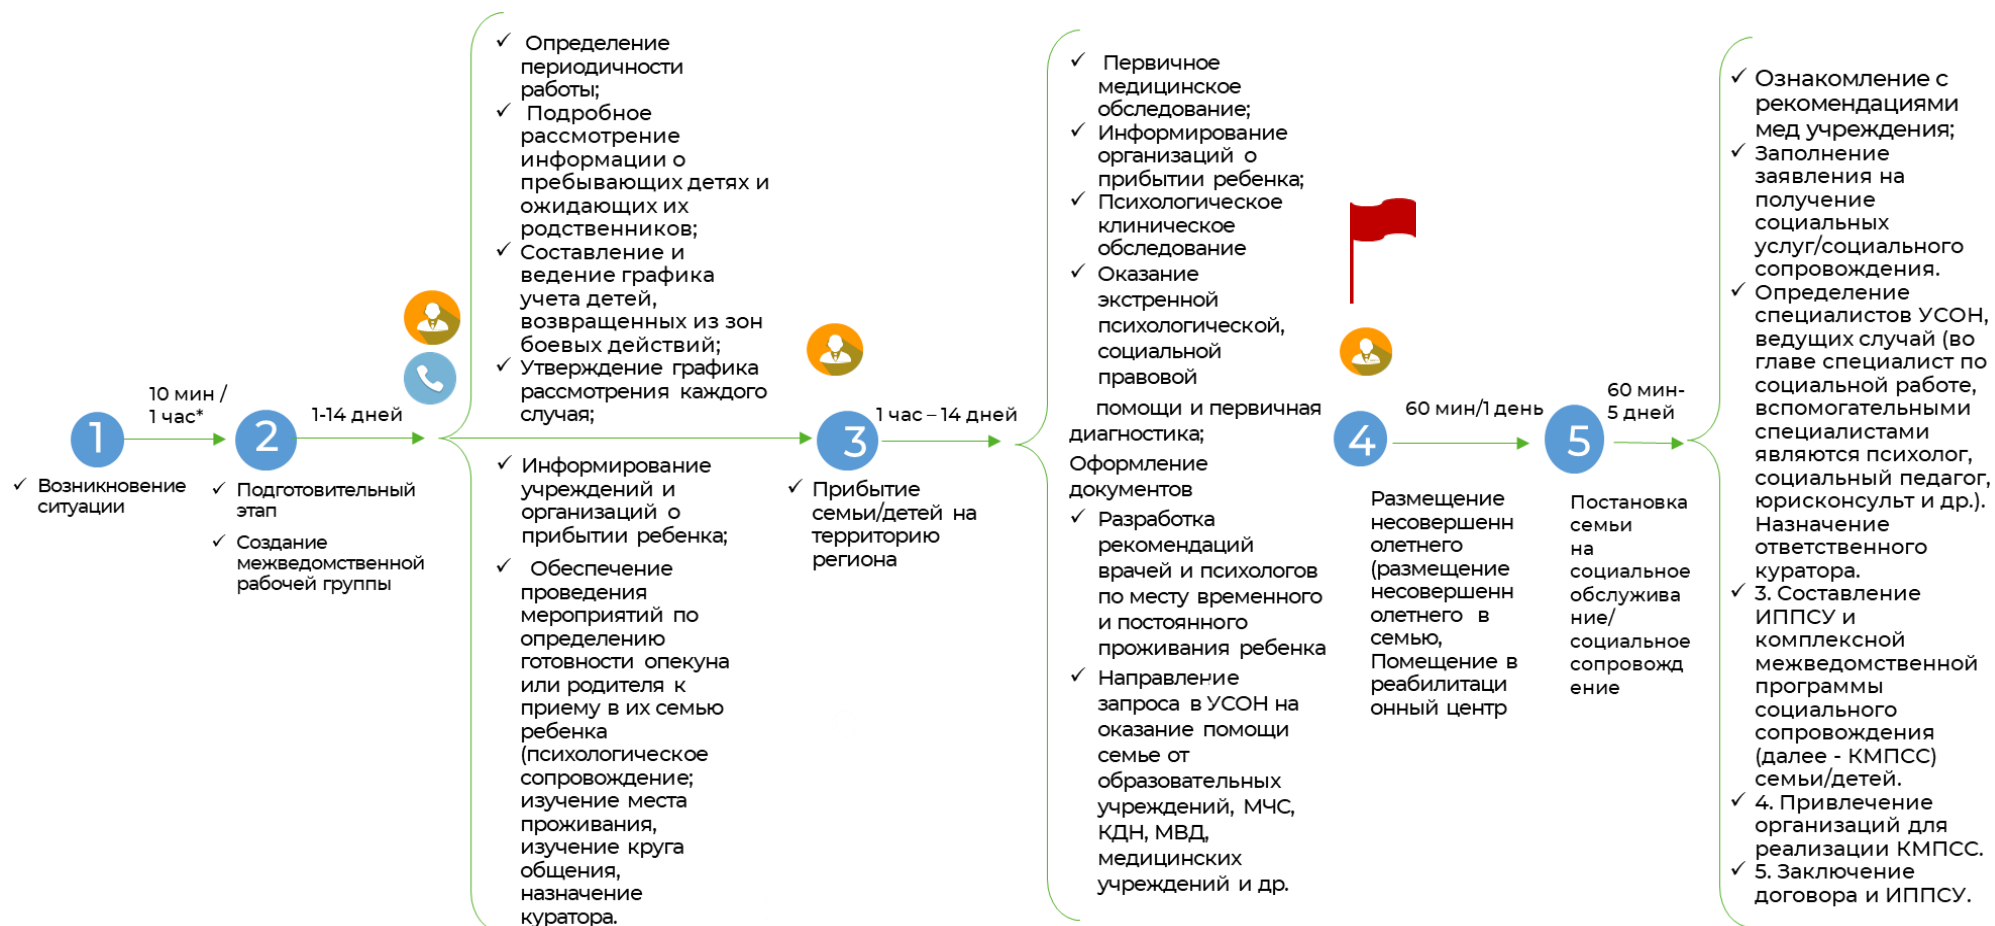 1
✓ Возникновение
ситуации
10 мин /
1 час*
2
✓ Подготовительный
этап
✓ Создание
межведомственной
рабочей группы
1-14 дней
✓ Определение
периодичности
работы;
✓ Подробное
рассмотрение
информации о
пребывающих детях и
ожидающих их
родственников;
✓ Составление и
ведение графика
учета детей,
возвращенных из зон
боевых действий;
✓ Утверждение графика
рассмотрения каждого
случая;
✓ Информирование
учреждений и
организаций о
прибытии ребенка;
✓ Обеспечение
проведения
мероприятий по
определению
готовности опекуна
или родителя к
приему в их семью
ребенка
(психологическое
сопровождение;
изучение места
проживания,
изучение круга
общения,
назначение
куратора.
3
✓ Прибытие
семьи/детей на
территорию
региона
1 час – 14 дней
✓ Первичное
медицинское
обследование;
✓ Информирование
организаций о
прибытии ребенка;
✓ Психологическое
клиническое
обследование
✓ Оказание
экстренной
психологической,
социальной
правовой
помощи и первичная
диагностика;
Оформление
документов
✓ Разработка
рекомендаций
врачей и психологов
по месту временного
и постоянного
проживания ребенка
✓ Направление
запроса в УСОН на
оказание помощи
семье от
образовательных
учреждений, МЧС,
КДН, МВД,
медицинских
учреждений и др.
4
Размещение
несовершенн
олетнего
(размещение
несовершенн
олетнего в
семью,
Помещение в
реабилитаци
онный центр
60 мин/1 день
5
Постановка
семьи
на
социальное
обслужива
ние/
социальное
сопровожд
ение
60 мин-
5 дней
✓ Ознакомление с
рекомендациями
мед учреждения;
✓ Заполнение
заявления на
получение
социальных
услуг/социального
сопровождения.
✓ Определение
специалистов УСОН,
ведущих случай (во
главе специалист по
социальной работе,
вспомогательными
специалистами
являются психолог,
социальный педагог,
юрисконсульт и др.).
Назначение
ответственного
куратора.
✓ 3. Составление
ИППСУ и
комплексной
межведомственной
программы
социального
сопровождения
(далее - КМПСС)
семьи/детей.
✓ 4. Привлечение
организаций для
реализации КМПСС.
✓ 5. Заключение
договора и ИППСУ.